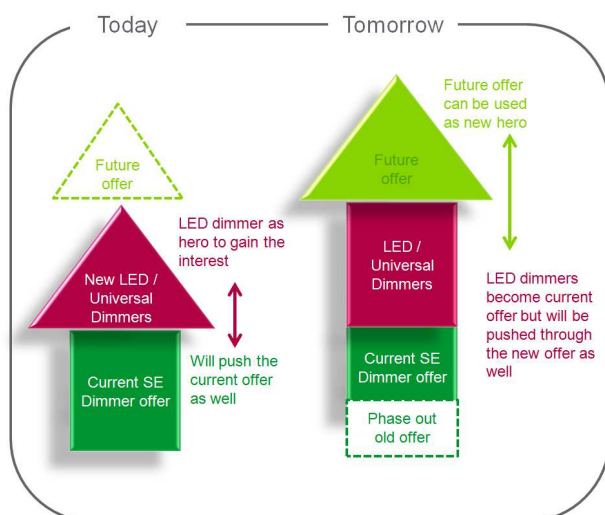 Today
Tomorrow
Future
offer
New LED /
Universal
Dimmers
Current SE
Dimmer offer
LED dimmer as
hero to gain the
interest
Will push the
current offer
as well
Future
offer
LED /
Universal
Dimmers
Current SE
Dimmer offer
Phase out
old offer
Future offer
can be used
as new hero
LED dimmers
become current
offer but will be
pushed through
the new offer as
well